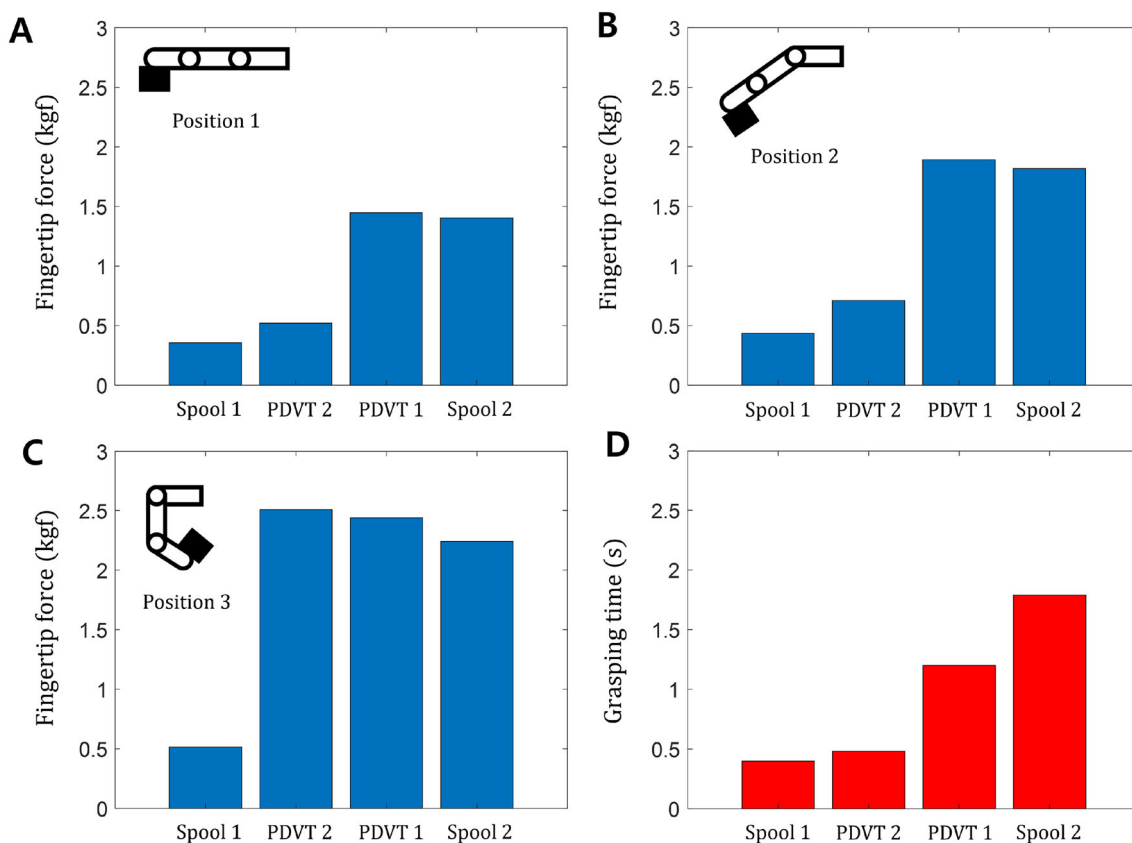 A
Fingertip force (kgf)
3
2.5
2
1.5
1
0.5
0
Position 1
Spool 1 PDVT 2 PDVT 1 Spool 2
B
Fingertip force (kgf)
3
2.5
2
1.5
1
0.5
0
Position 2
Spool 1 PDVT 2 PDVT 1 Spool 2
C
Fingertip force (kgf)
3
2.5
2
1.5
1
0.5
0
Position 3
Spool 1 PDVT 2 PDVT 1 Spool 2
D
Grasping time (s)
3
2.5
2
1.5
1
0.5
0
Spool 1 PDVT 2 PDVT 1 Spool 2